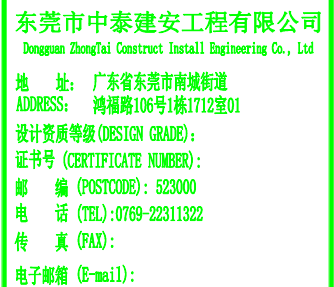 东莞市中泰建安工程有限公司
Dongguan ZhongTai Construct Install Engineering Co., Ltd
地 址: 广东省东莞市南城街道
ADDRESS: 鸿福路106号1栋1712室01
设计资质等级(DESIGN GRADE):
证书号 (CERTIFICATE NUMBER):
邮 编 (POSTCODE): 523000
电 话 (TEL):0769-22311322
传 真 (FAX):
电子邮箱 (E-mail):